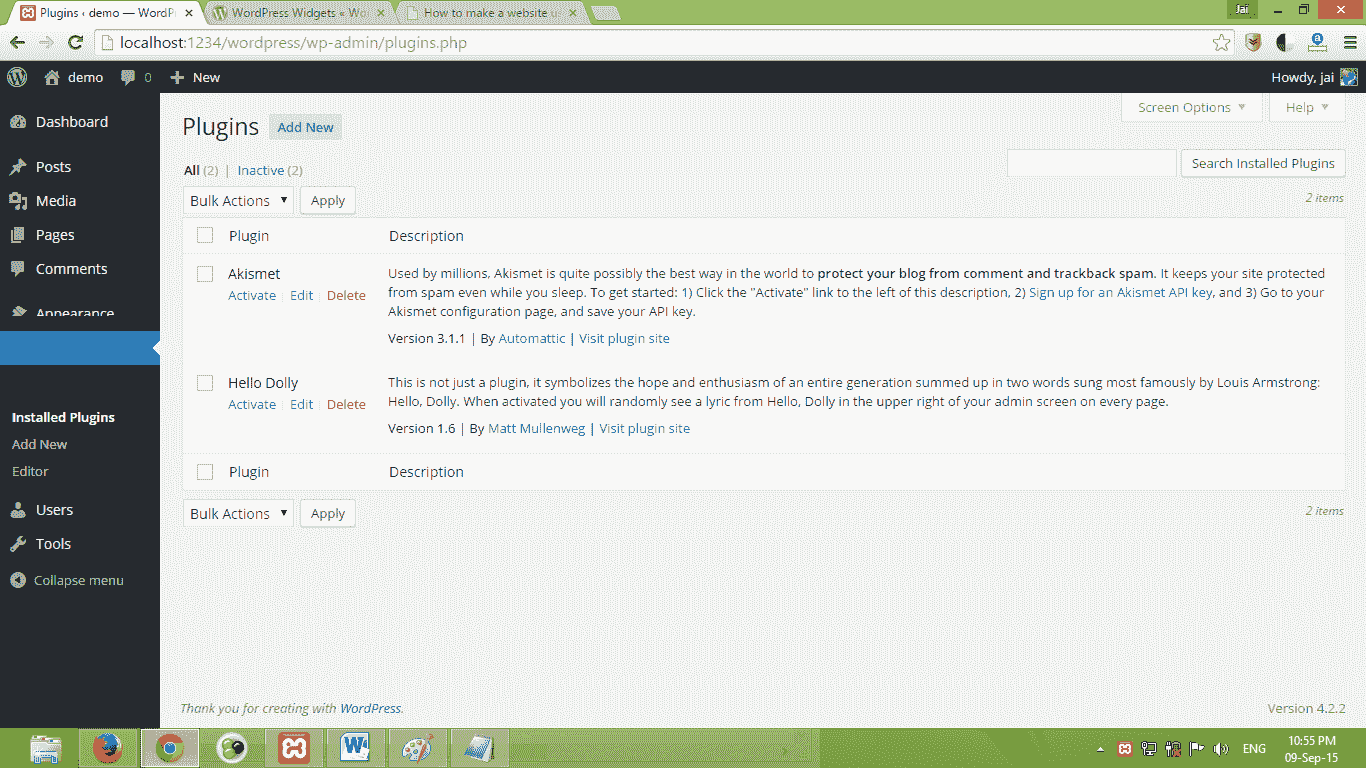 Plugins ‹ demo — WordPr
WordPress Widgets « Wo
How to make a website u
jai
localhost:1234/wordpress/wp-admin/plugins.php
demo
0
New
Howdy, jai
Dashboard
Posts
Media
Pages
Comments
Appearance
Installed Plugins
Add New
Editor
Users
Tools
Collapse menu
Screen Options
Help
Plugins Add New
All (2) | Inactive (2)
Search Installed Plugins
Bulk Actions
Apply
2 items
Plugin Description
Akismet
Activate | Edit | Delete
Used by millions, Akismet is quite possibly the best way in the world to protect your blog from comment and trackback spam. It keeps your site protected
from spam even while you sleep. To get started: 1) Click the "Activate" link to the left of this description, 2) Sign up for an Akismet API key, and 3) Go to your
Akismet configuration page, and save your API key.
Version 3.1.1 | By Automattic | Visit plugin site
Hello Dolly
Activate | Edit | Delete
This is not just a plugin, it symbolizes the hope and enthusiasm of an entire generation summed up in two words sung most famously by Louis Armstrong:
Hello, Dolly. When activated you will randomly see a lyric from Hello, Dolly in the upper right of your admin screen on every page.
Version 1.6 | By Matt Mullenweg | Visit plugin site
Plugin Description
Bulk Actions
Apply
2 items
Thank you for creating with WordPress.
Version 4.2.2
ENG
10:55 PM
09-Sep-15